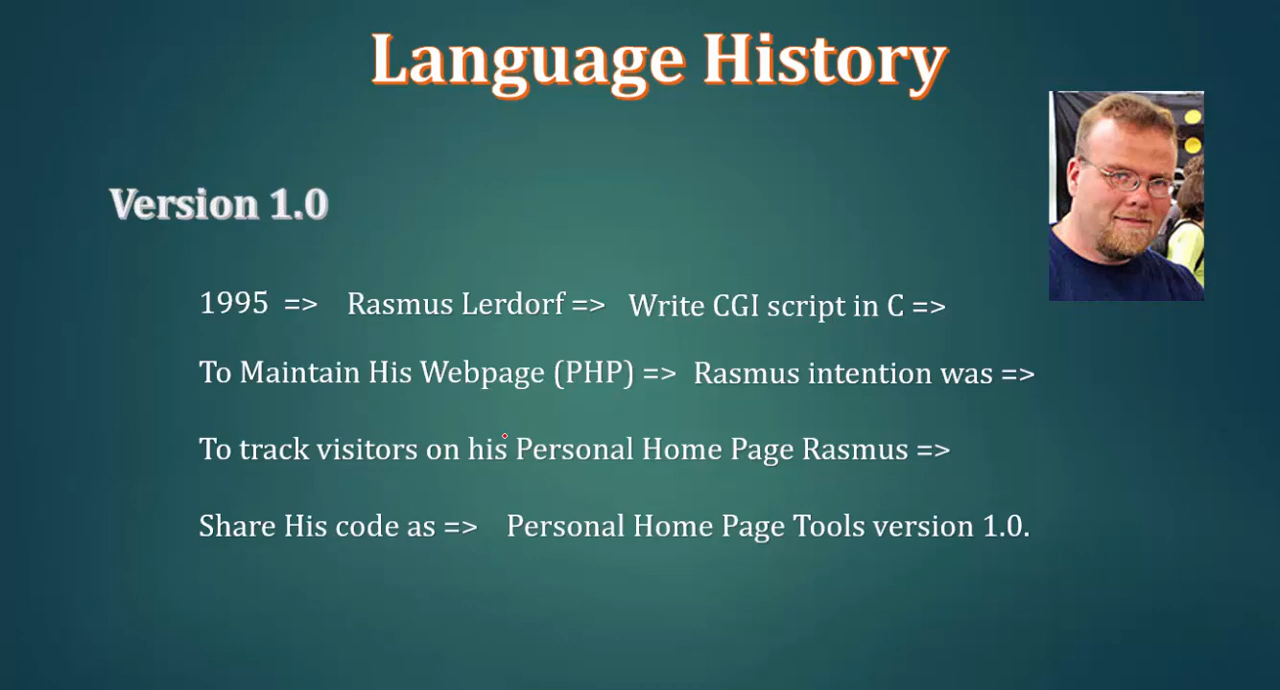 Language History
Version 1.0
1995 => Rasmus Lerdorf => Write CGI script in C =>
To Maintain His Webpage (PHP) => Rasmus intention was =>
To track visitors on his Personal Home Page Rasmus =>
Share His code as => Personal Home Page Tools version 1.0.